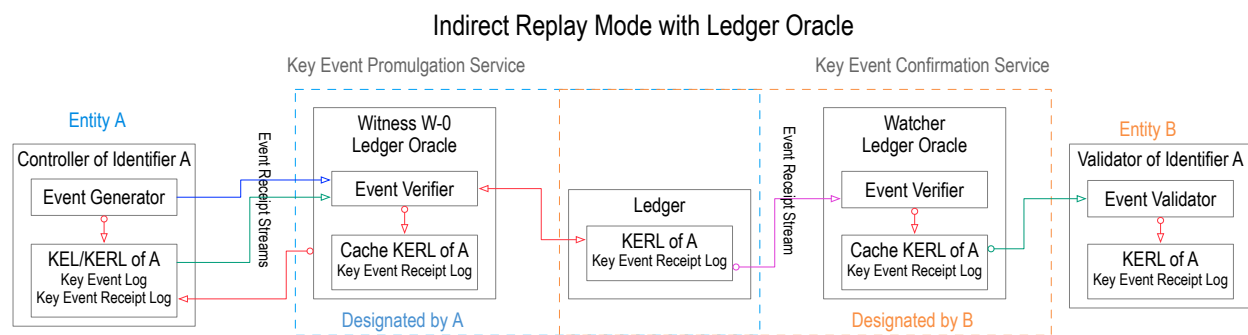 Indirect Replay Mode with Ledger Oracle
Key Event Promulgation Service
Key Event Confirmation Service
Entity A
Controller of Identifier A
Event Generator
KEL/KERL of A
Key Event Log
Key Event Receipt Log
Event Receipt Streams
Witness W-0
Ledger Oracle
Event Verifier
Cache KERL of A
Key Event Receipt Log
Designated by A
Ledger
KERL of A
Key Event Receipt Log
Event Receipt Stream
Watcher
Ledger Oracle
Event Verifier
Cache KERL of A
Key Event Receipt Log
Designated by B
Entity B
Validator of Identifier A
Event Validator
KERL of A
Key Event Receipt Log